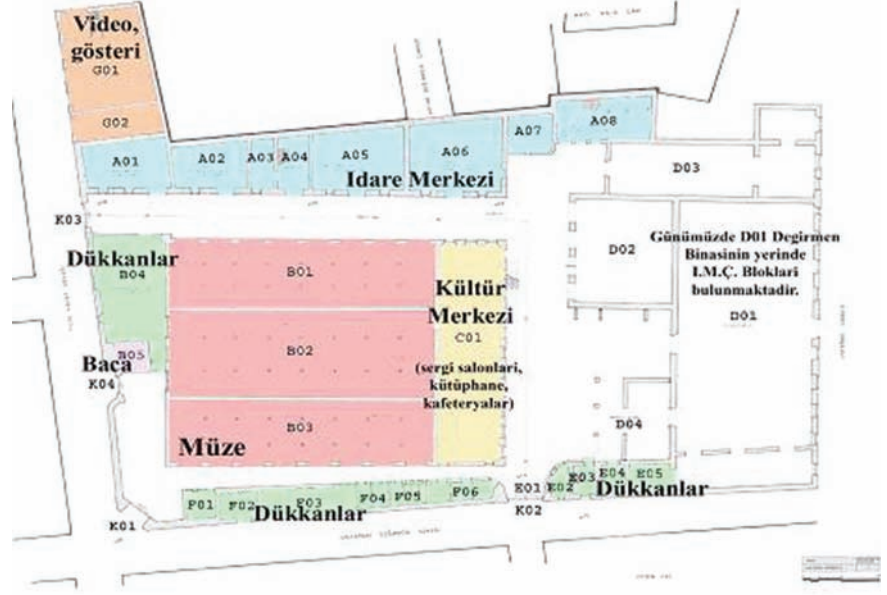 Video,
gösteri
G01
G02
A01
A02
A03
A04
A05
A06
A07
A08
Idare Merkezi
D03
K03
Dükkanlar
B04
B01
Kültür
Merkezi
C01
D02
Günümüzde D01 Degirmen
Binasinin yerinde
I.M.Ç. Bloklari
bulunmaktadir.
D01
B02
B05
Baca
K04
(sergi salonlari,
kütüphane,
kafeteryalar)
B03
Müze
D04
E01
E02
E03
E04
E05
Dükkanlar
F01
F02
F03
F04
F05
F06
Dükkanlar
K01
K02